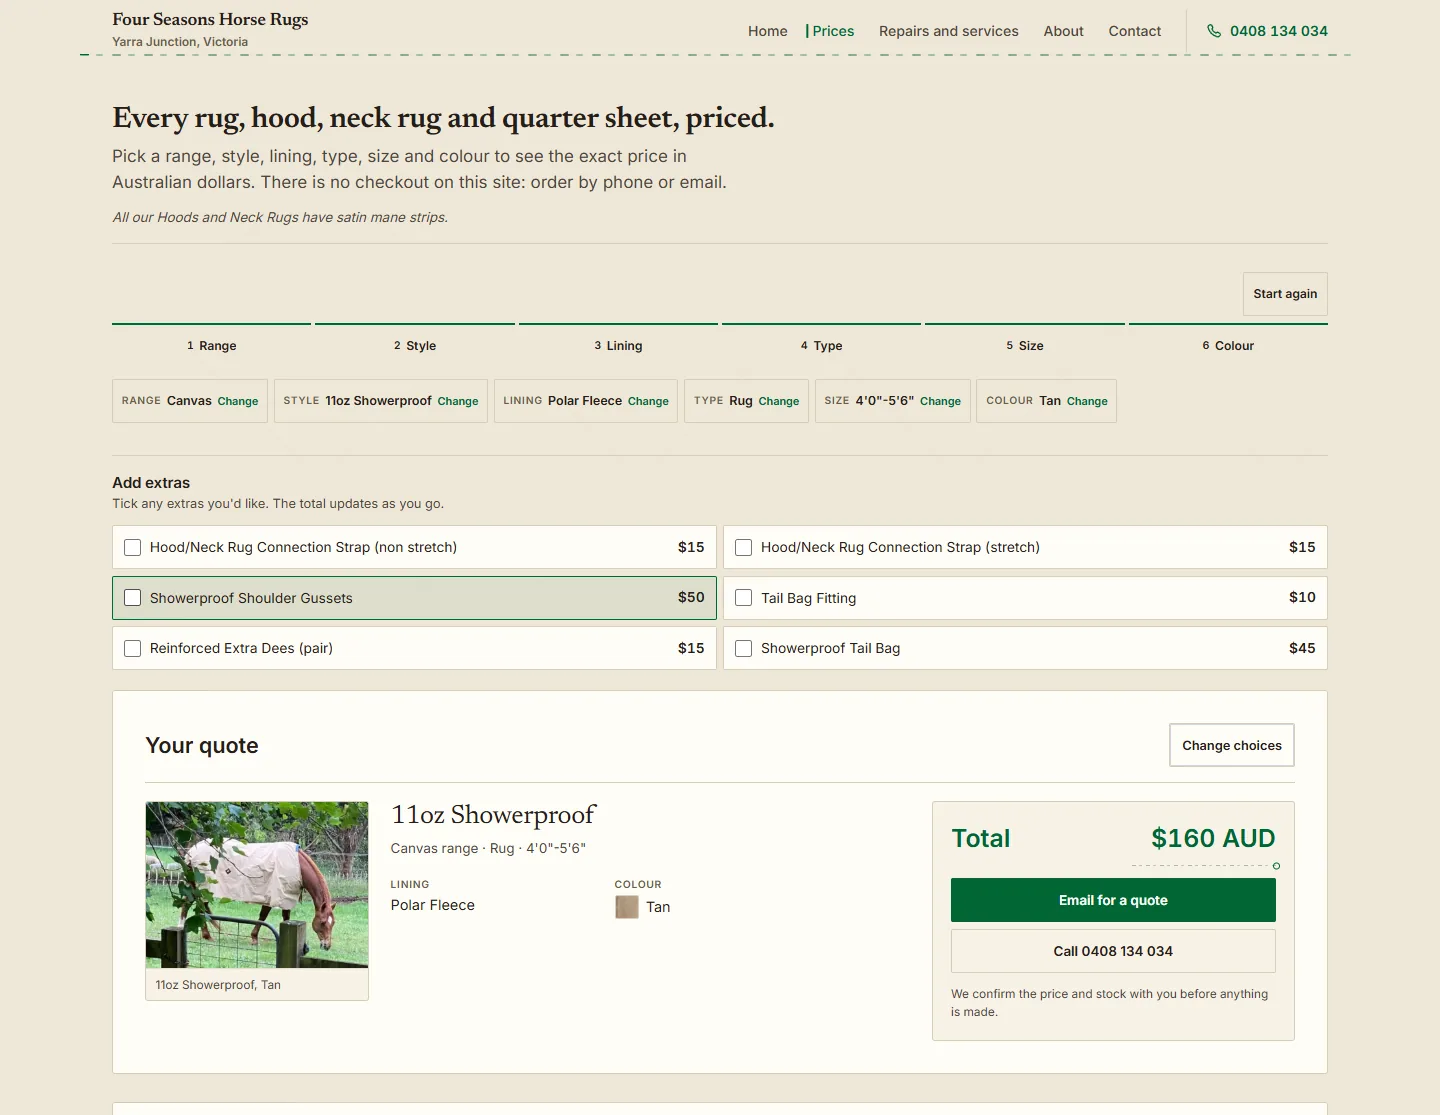 Four Seasons Horse Rugs
Yarra Junction, Victoria
Home Prices Repairs and services About Contact 0408 134 034
Every rug, hood, neck rug and quarter sheet, priced.
Pick a range, style, lining, type, size and colour to see the exact price in
Australian dollars. There is no checkout on this site: order by phone or email.
All our Hoods and Neck Rugs have satin mane strips.
Start again
1 Range 2 Style 3 Lining 4 Type 5 Size 6 Colour
RANGE Canvas Change STYLE 11oz Showerproof Change LINING Polar Fleece Change TYPE Rug Change SIZE 4'0"-5'6" Change COLOUR Tan Change
Add extras
Tick any extras you'd like. The total updates as you go.
Hood/Neck Rug Connection Strap (non stretch) $15
Hood/Neck Rug Connection Strap (stretch) $15
Showerproof Shoulder Gussets $50
Tail Bag Fitting $10
Reinforced Extra Dees (pair) $15
Showerproof Tail Bag $45
Your quote
Change choices
11oz Showerproof
Canvas range · Rug · 4'0"-5'6"
LINING
Polar Fleece
COLOUR
Tan
11oz Showerproof, Tan
Total $160 AUD
Email for a quote
Call 0408 134 034
We confirm the price and stock with you before anything
is made.